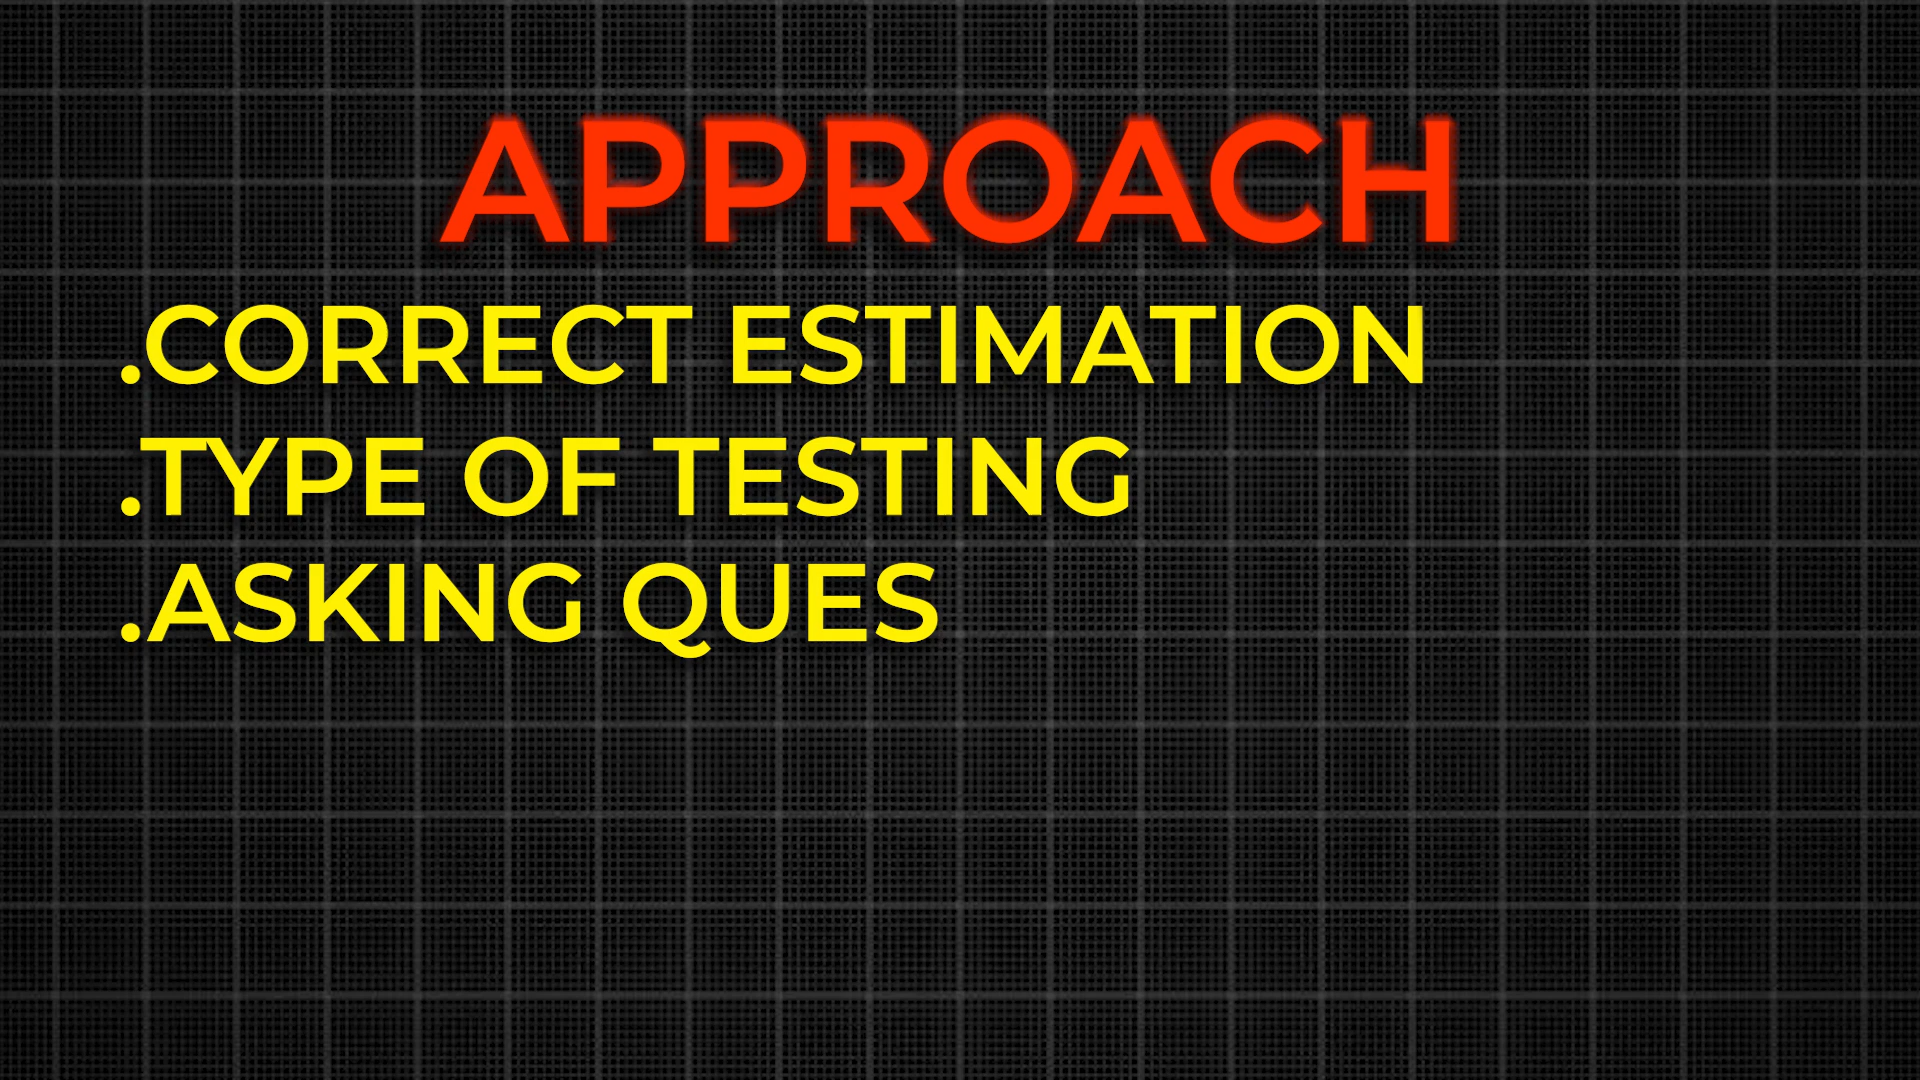 APPROACH
.CORRECT ESTIMATION
.TYPE OF TESTING
.ASKING QUES